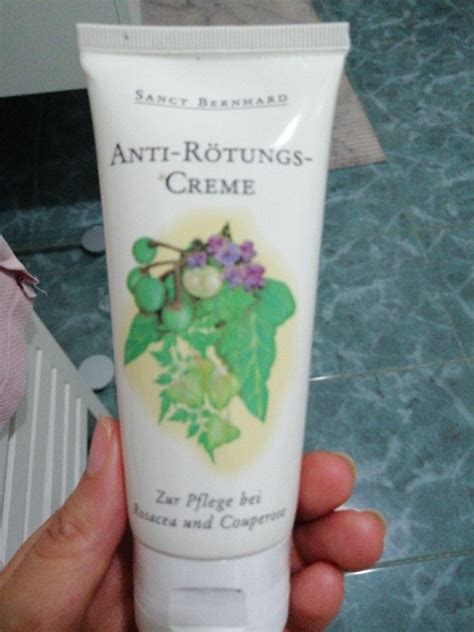 SANCT BERNHARD
ANTI-RÖTUNGS-
CREME
Zur Pflege bei
Rosacea und Couperose